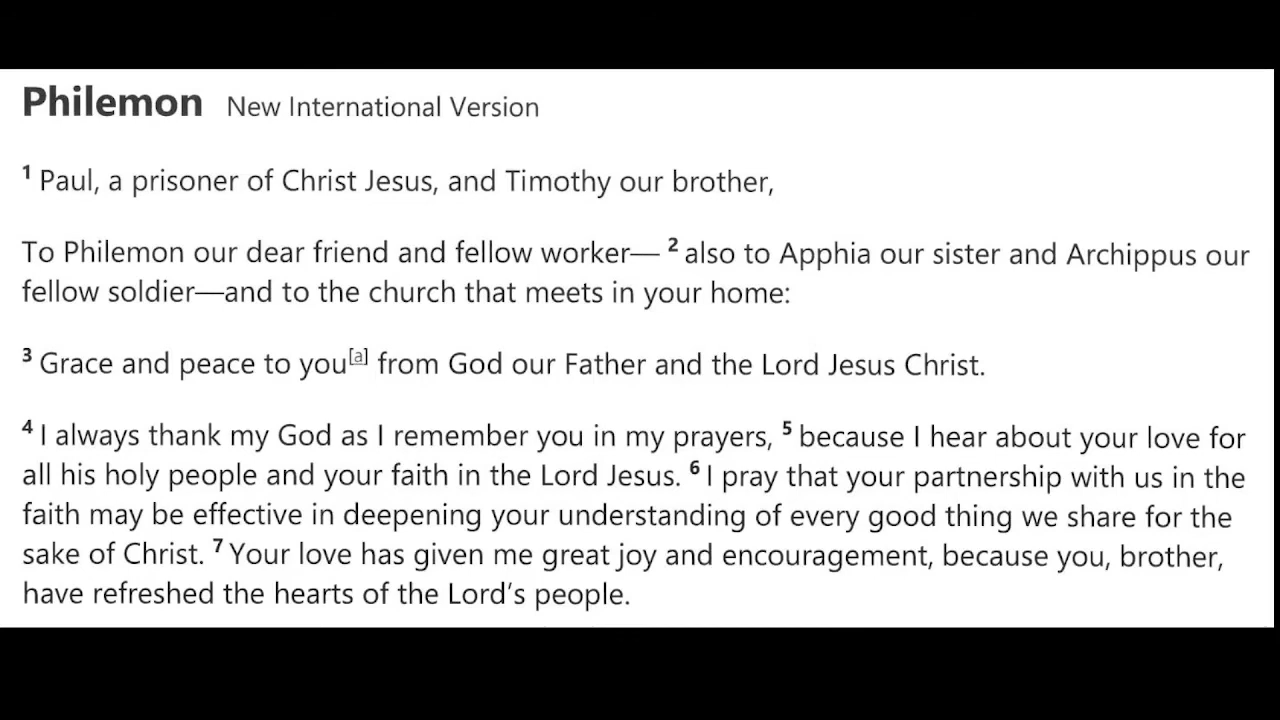 Philemon New International Version
1 Paul, a prisoner of Christ Jesus, and Timothy our brother,
To Philemon our dear friend and fellow worker— 2 also to Apphia our sister and Archippus our
fellow soldier—and to the church that meets in your home:
3 Grace and peace to you[a] from God our Father and the Lord Jesus Christ.
4 I always thank my God as I remember you in my prayers, 5 because I hear about your love for
all his holy people and your faith in the Lord Jesus. 6 I pray that your partnership with us in the
faith may be effective in deepening your understanding of every good thing we share for the
sake of Christ. 7 Your love has given me great joy and encouragement, because you, brother,
have refreshed the hearts of the Lord’s people.